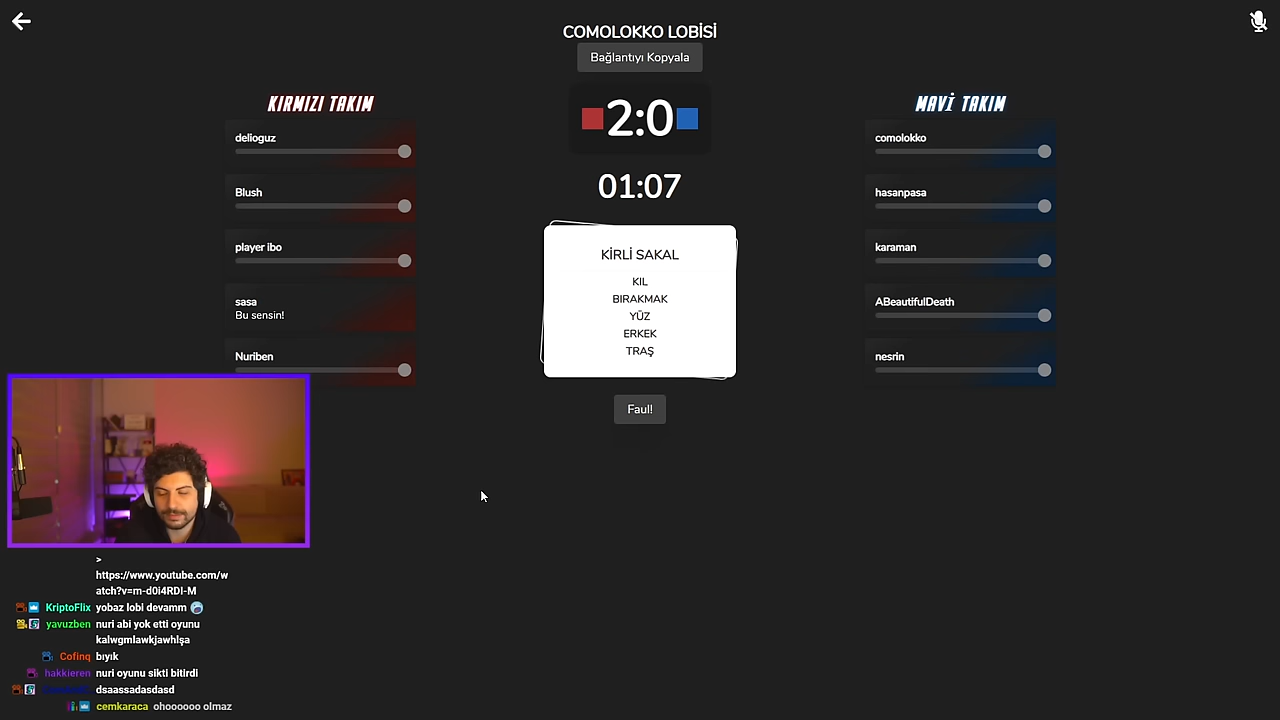 COMOLOKKO LOBİSİ
Bağlantıyı Kopyala
2:0
01:07
KIRMIZI TAKIM
delioguz
Blush
player ibo
sasa
Bu sensin!
Nuriben
KİRLİ SAKAL
KIL
BIRAKMAK
YÜZ
ERKEK
TRAŞ
Faul!
MAVİ TAKIM
comolokko
hasanpasa
karaman
ABeautifulDeath
nesrin
>
https://www.youtube.com/w
atch?v=m-d0i4RDI-M
KriptoFlix yobaz lobi devamm
yavuzben nuri abi yok etti oyunu
kalwgmlawkjawhlşa
Cofinq bıyık
hakkieren nuri oyunu sikti bitirdi
dsaassadasdasd
cemkaraca ohoooooo olmaz